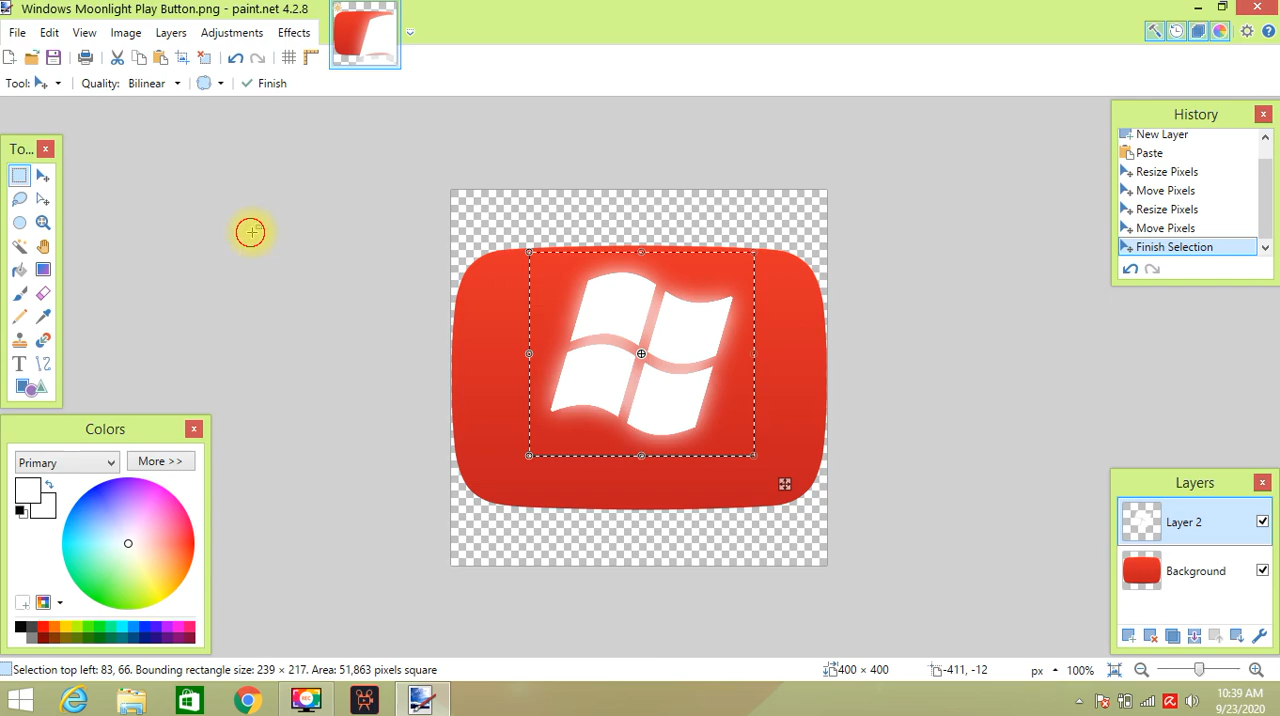 Windows Moonlight Play Button.png - paint.net 4.2.8
File Edit View Image Layers Adjustments Effects
Tool: Quality: Bilinear Finish
To...
History
New Layer
Paste
Resize Pixels
Move Pixels
Resize Pixels
Move Pixels
Finish Selection
Colors
Primary More >>
Layers
Layer 2
Background
Selection top left: 83, 66. Bounding rectangle size: 239 × 217. Area: 51,863 pixels square 400 × 400 -411, -12 px 100%
REC
10:39 AM
9/23/2020